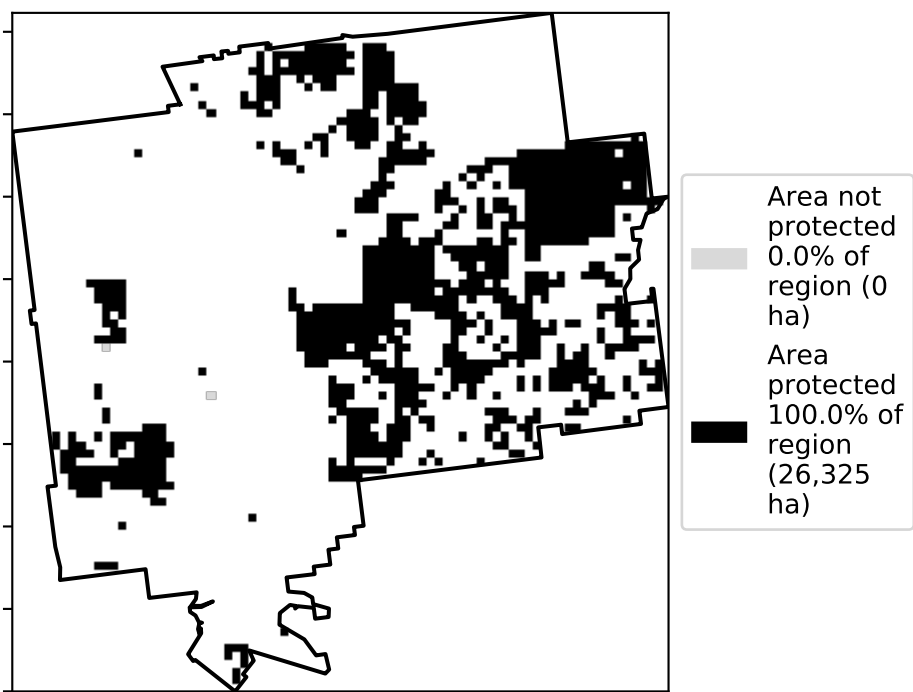 Area not
protected
0.0% of
region (0
ha)
Area
protected
100.0% of
region
(26,325
ha)